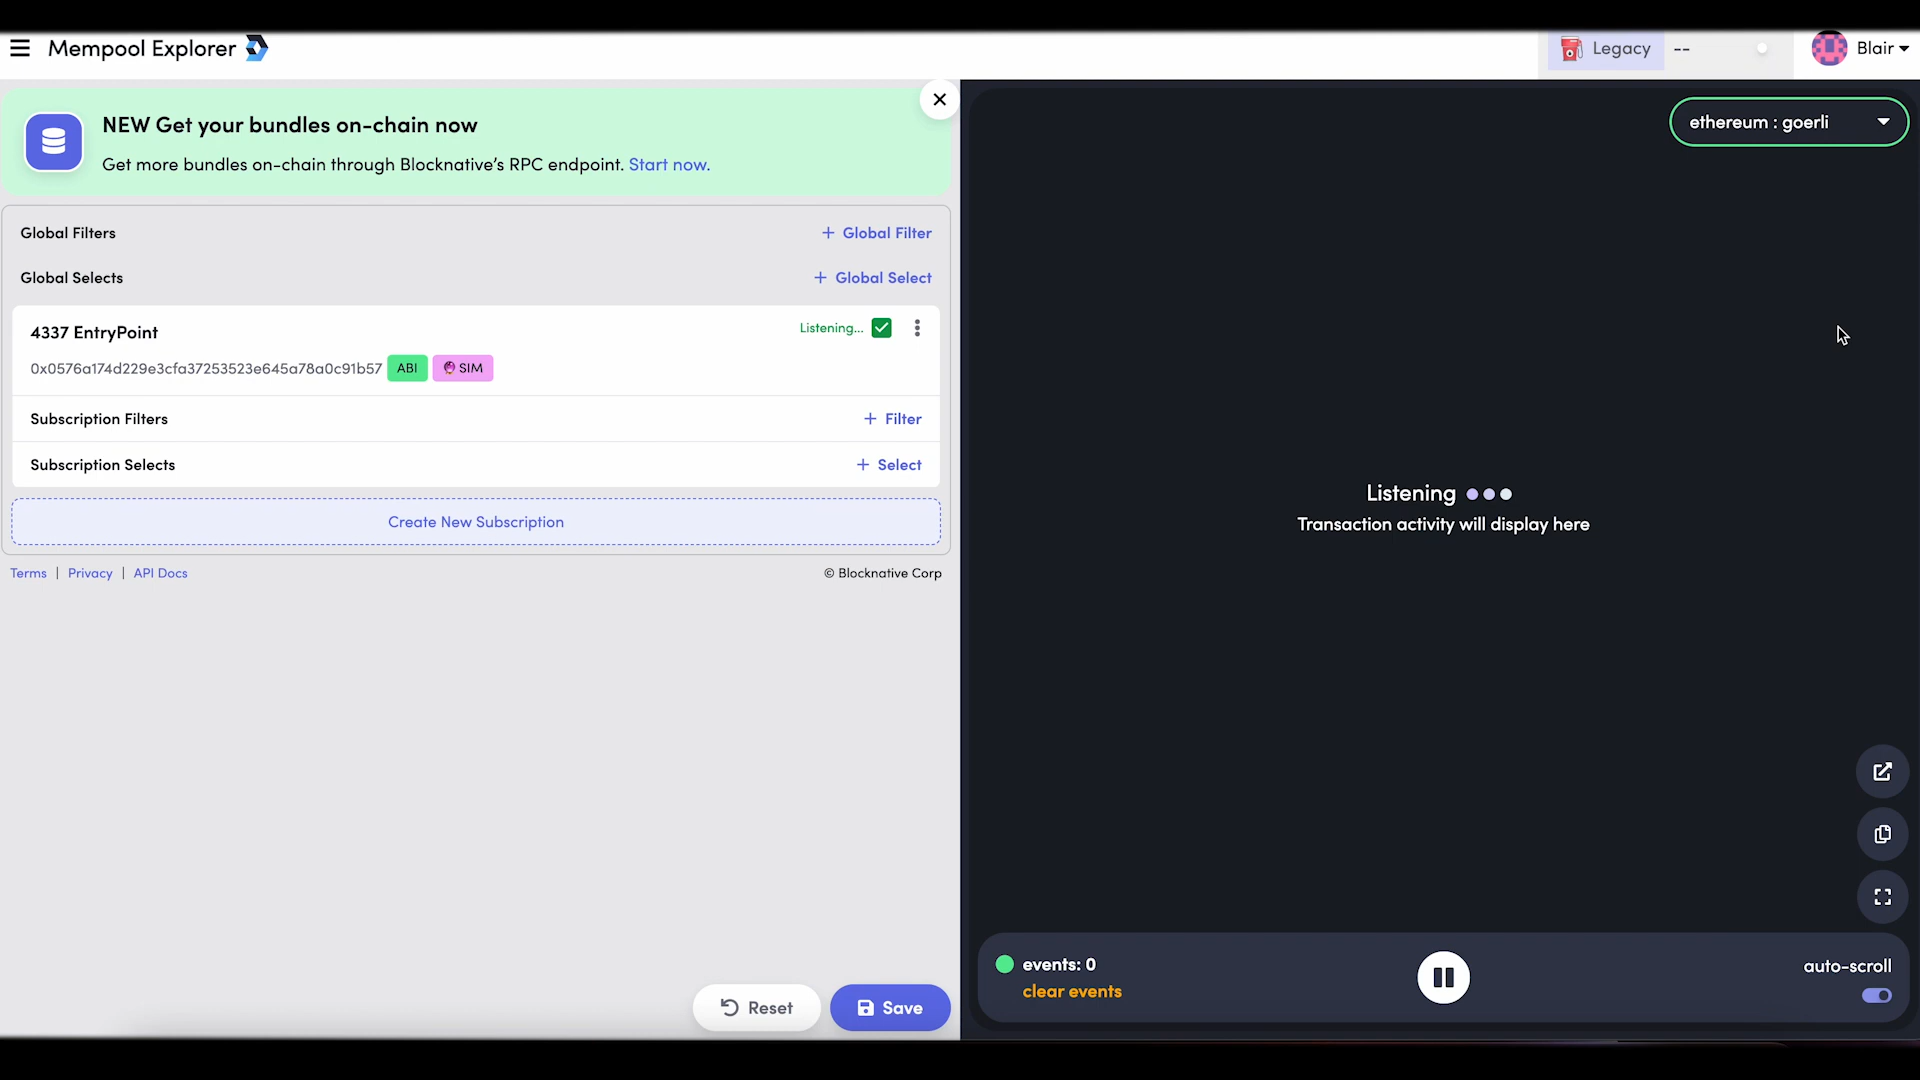 Mempool Explorer
Legacy --
Blair
NEW Get your bundles on-chain now
Get more bundles on-chain through Blocknative’s RPC endpoint. Start now.
Global Filters
+ Global Filter
Global Selects
+ Global Select
4337 EntryPoint
Listening...
0x0576a174d229e3cfa37253523e645a78a0c91b57 ABI SIM
Subscription Filters
+ Filter
Subscription Selects
+ Select
Create New Subscription
Terms | Privacy | API Docs
© Blocknative Corp
Reset
Save
ethereum : goerli
Listening
Transaction activity will display here
events: 0
clear events
auto-scroll